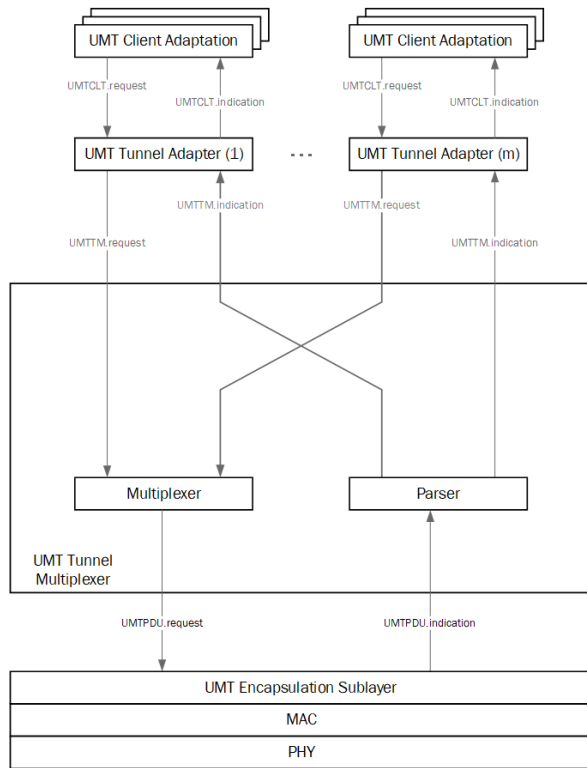 UMT Client Adaptation
UMT Client Adaptation
UMTCLT.request
UMTCLT.request
UMTCLT.indication
UMTCLT.indication
UMT Tunnel Adapter (1)
...
UMT Tunnel Adapter (m)
UMTTM.indication
UMTTM.request
UMTTM.request
UMTTM.indication
Multiplexer
Parser
UMT Tunnel
Multiplexer
UMTPDU.request
UMTPDU.indication
UMT Encapsulation Sublayer
MAC
PHY